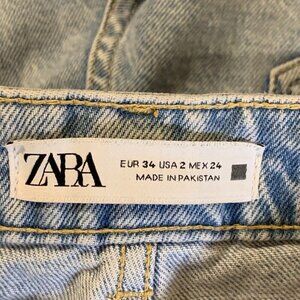 ZARA
EUR 34 USA 2 MEX 24
MADE IN PAKISTAN